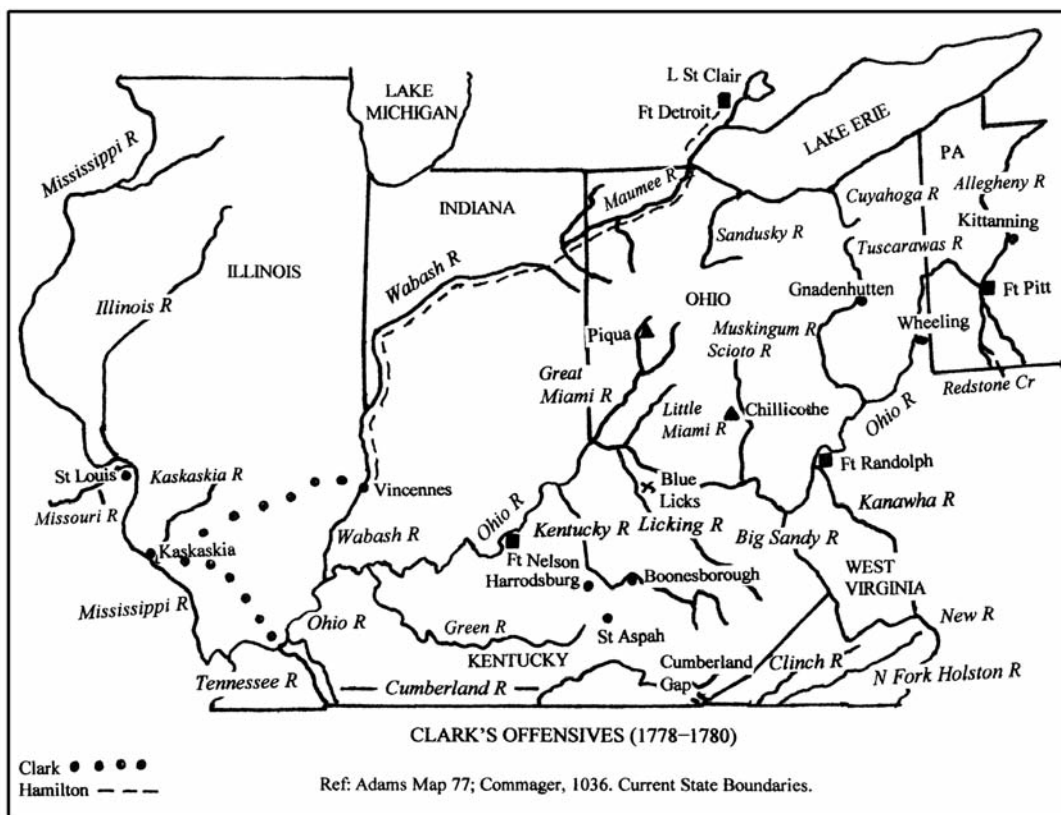 L St Clair
Ft Detroit
LAKE
MICHIGAN
LAKE ERIE
PA
Mississippi R
Maumee R
Cuyahoga R
Allegheny R
INDIANA
Kittanning
Sandusky R
Tuscarawas R
ILLINOIS
Wabash R
Illinois R
OHIO
Gnadenhutten
Ft Pitt
Piqua
Muskingum R
Scioto R
Wheeling
Great
Miami R
Redstone Cr
Little
Miami R
Chillicothe
Ohio R
St Louis
Kaskaskia R
Vincennes
Blue
Licks
Ft Randolph
Missouri R
Kanawha R
Ohio R
Kentucky R
Licking R
Big Sandy R
Kaskaskia
Wabash R
Ft Nelson
Harrodsburg
Boonesborough
WEST
VIRGINIA
Mississippi R
Ohio R
Green R
St Aspah
New R
KENTUCKY
Cumberland
Gap
Clinch R
N Fork Holston R
Tennessee R
Cumberland R
CLARK'S OFFENSIVES (1778–1780)
Clark
Hamilton
Ref: Adams Map 77; Commager, 1036. Current State Boundaries.